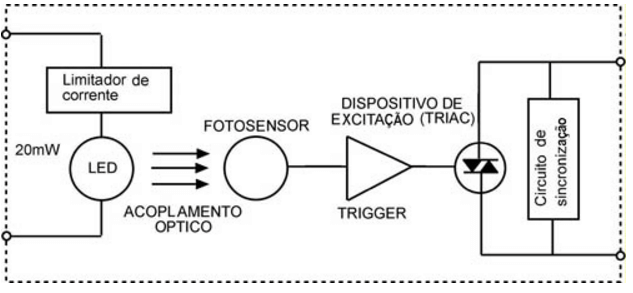 Limitador de
corrente
20mW
LED
ACOPLAMENTO
OPTICO
FOTOSENSOR
TRIGGER
DISPOSITIVO DE
EXCITAÇÃO (TRIAC)
Circuito de
sincronização